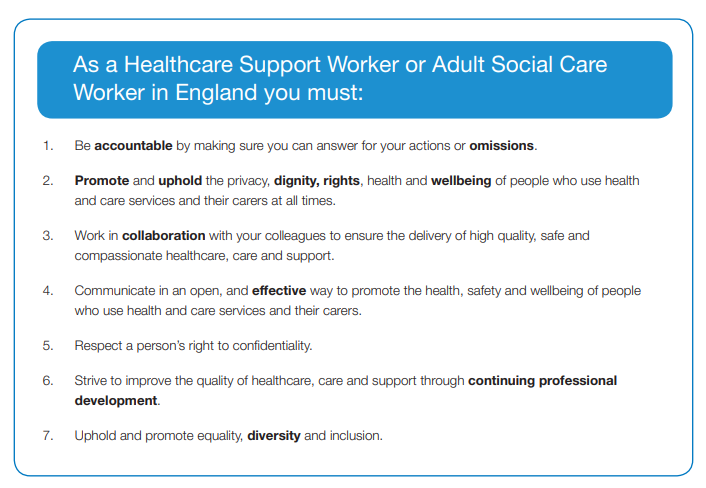 As a Healthcare Support Worker or Adult Social Care
Worker in England you must:
1. Be accountable by making sure you can answer for your actions or omissions.
2. Promote and uphold the privacy, dignity, rights, health and wellbeing of people who use health
and care services and their carers at all times.
3. Work in collaboration with your colleagues to ensure the delivery of high quality, safe and
compassionate healthcare, care and support.
4. Communicate in an open, and effective way to promote the health, safety and wellbeing of people
who use health and care services and their carers.
5. Respect a person’s right to confidentiality.
6. Strive to improve the quality of healthcare, care and support through continuing professional
development.
7. Uphold and promote equality, diversity and inclusion.